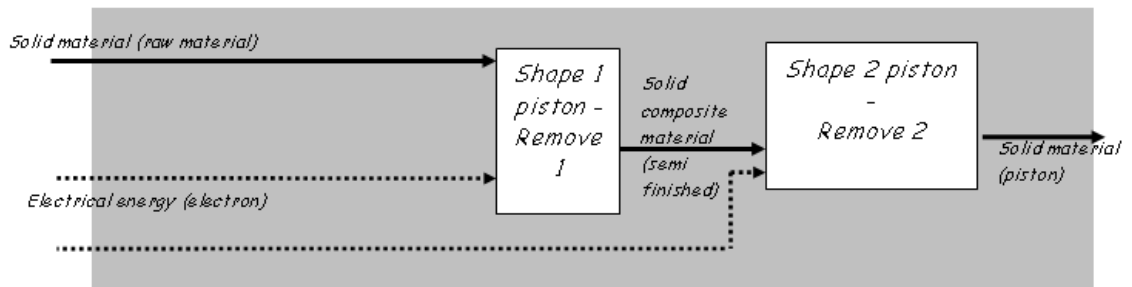 Solid material (raw material)
Shape 1
piston -
Remove
1
Solid
composite
material
(semi
finished)
Shape 2 piston
-
Remove 2
Solid material
(piston)
Electrical energy (electron)